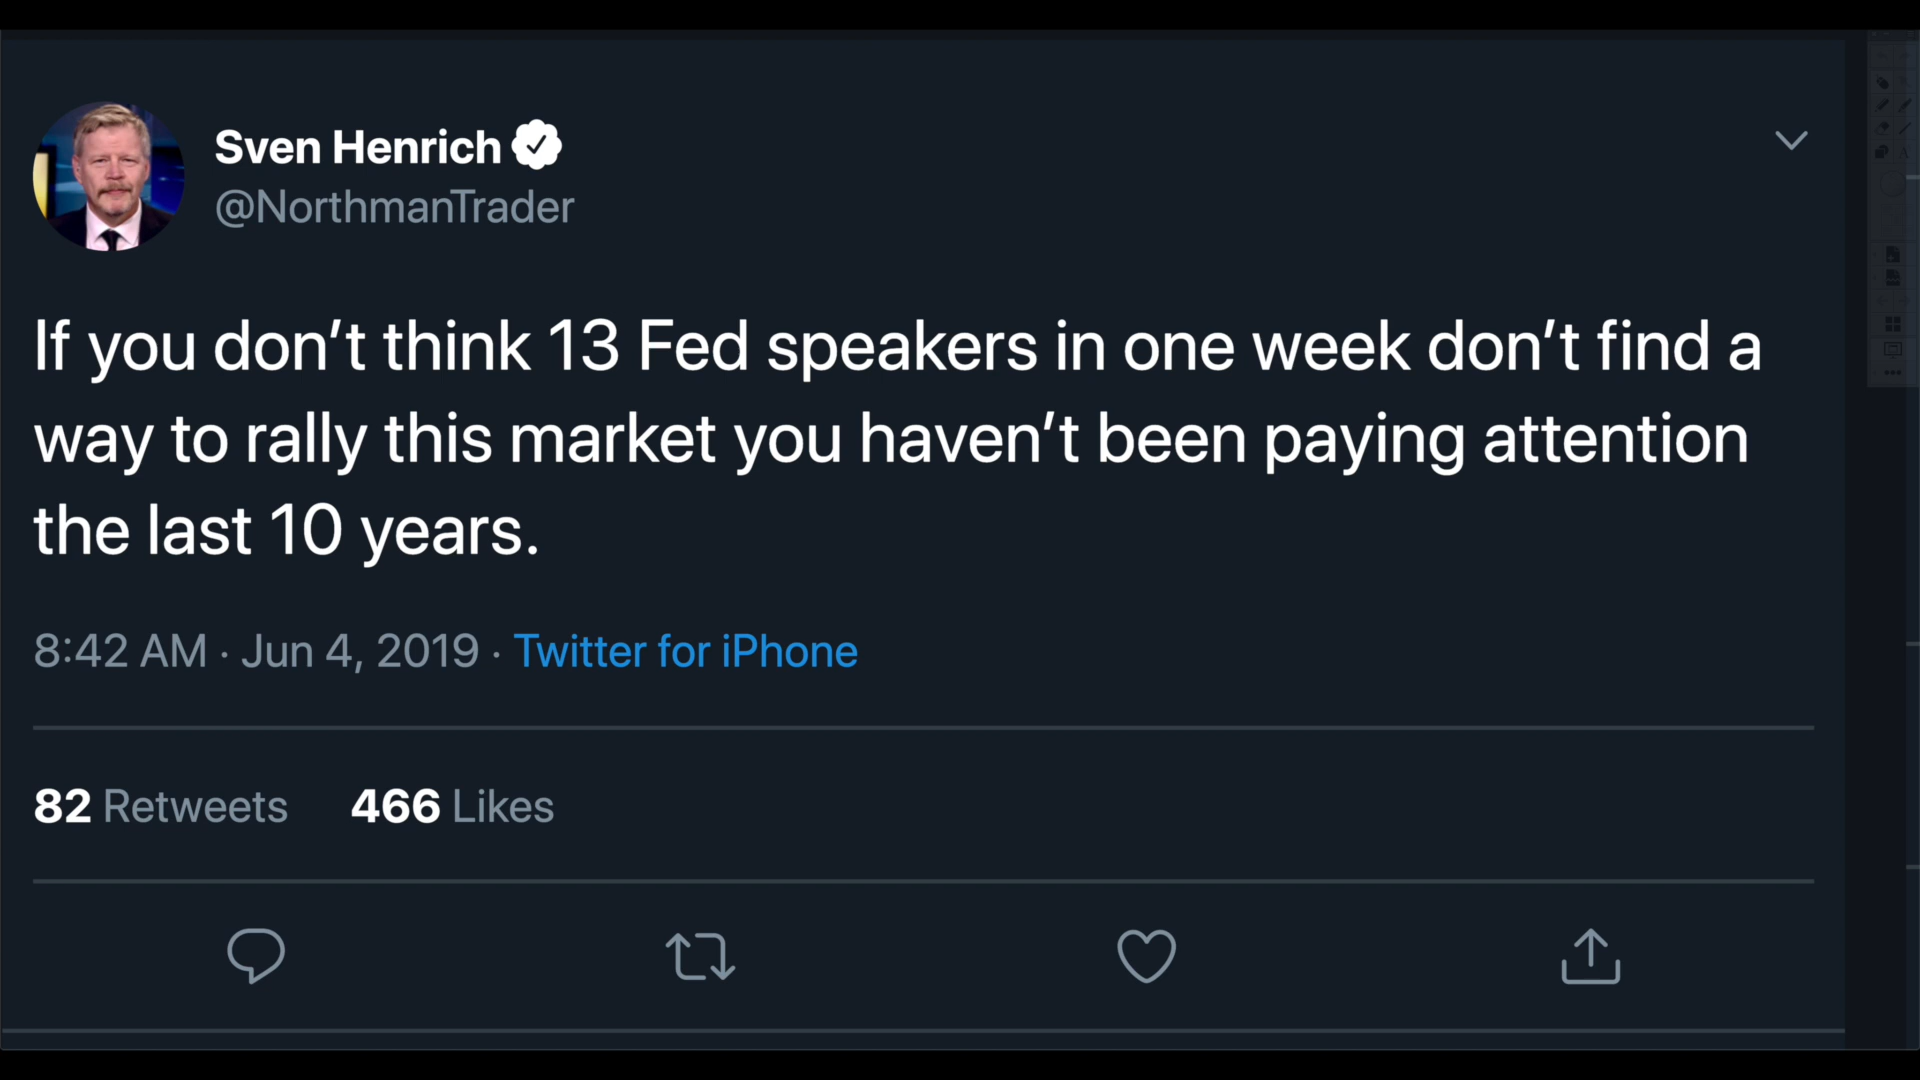 Sven Henrich
@NorthmanTrader
If you don’t think 13 Fed speakers in one week don’t find a
way to rally this market you haven’t been paying attention
the last 10 years.
8:42 AM · Jun 4, 2019 · Twitter for iPhone
82 Retweets 466 Likes